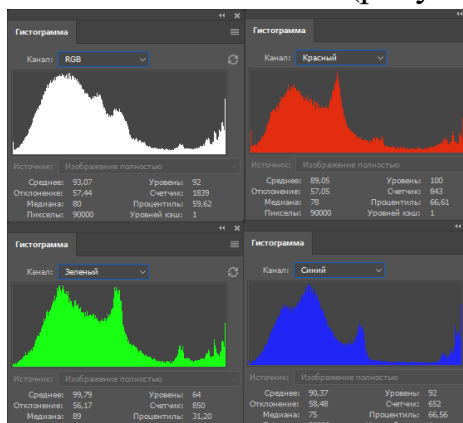 Гистограмма
Канал: RGB
Источник: Изображение полностью
Среднее: 93,07 Уровень: 92
Отклонение: 57,44 Счетчик: 1839
Медиана: 80 Процентиль: 59,62
Пикселы: 90000 Уровней кэш: 1
Гистограмма
Канал: Красный
Источник: Изображение полностью
Среднее: 89,05 Уровень: 100
Отклонение: 57,05 Счетчик: 843
Медиана: 78 Процентиль: 66,61
Пикселы: 90000 Уровней кэш: 1
Гистограмма
Канал: Зеленый
Источник: Изображение полностью
Среднее: 99,79 Уровень: 64
Отклонение: 56,17 Счетчик: 850
Медиана: 89 Процентиль: 31,20
Гистограмма
Канал: Синий
Источник: Изображение полностью
Среднее: 90,37 Уровень: 92
Отклонение: 58,48 Счетчик: 652
Медиана: 75 Процентиль: 66,56